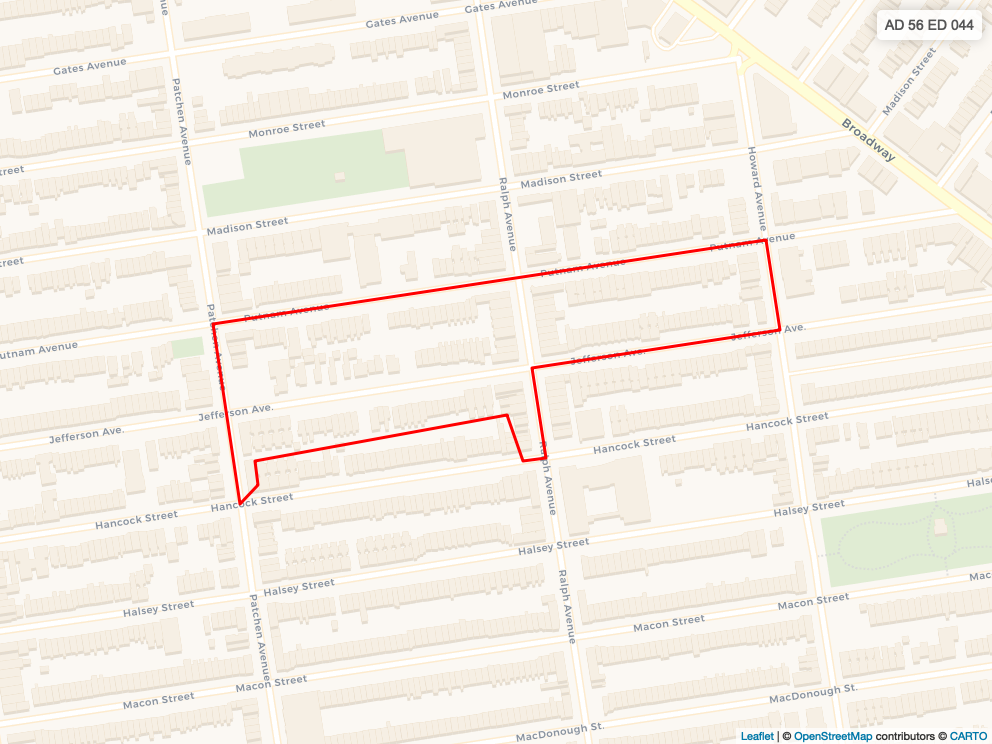 AD 56 ED 044
Gates Avenue
Gates Avenue
Gates Avenue
Patchen Avenue
Monroe Street
Monroe Street
Madison Street
Broadway
Howard Avenue
Madison Street
Ralph Avenue
Madison Street
Putnam Avenue
Putnam Avenue
Putnam Avenue
Patchen Avenue
utnam Avenue
Jefferson Ave.
Jefferson Ave.
Jefferson Ave.
Jefferson Ave.
reet
treet
Hancock Street
Hancock Street
Ralph Avenue
Hancock Street
Hancock Street
Halsey Street
Halse
Halsey Street
Halsey Street
Halsey Street
Ralph Avenue
Patchen Avenue
Mac
Macon Street
Macon Street
Macon Street
Macon Street
MacDonough St.
MacDonough St.
Leaflet | © OpenStreetMap contributors © CARTO